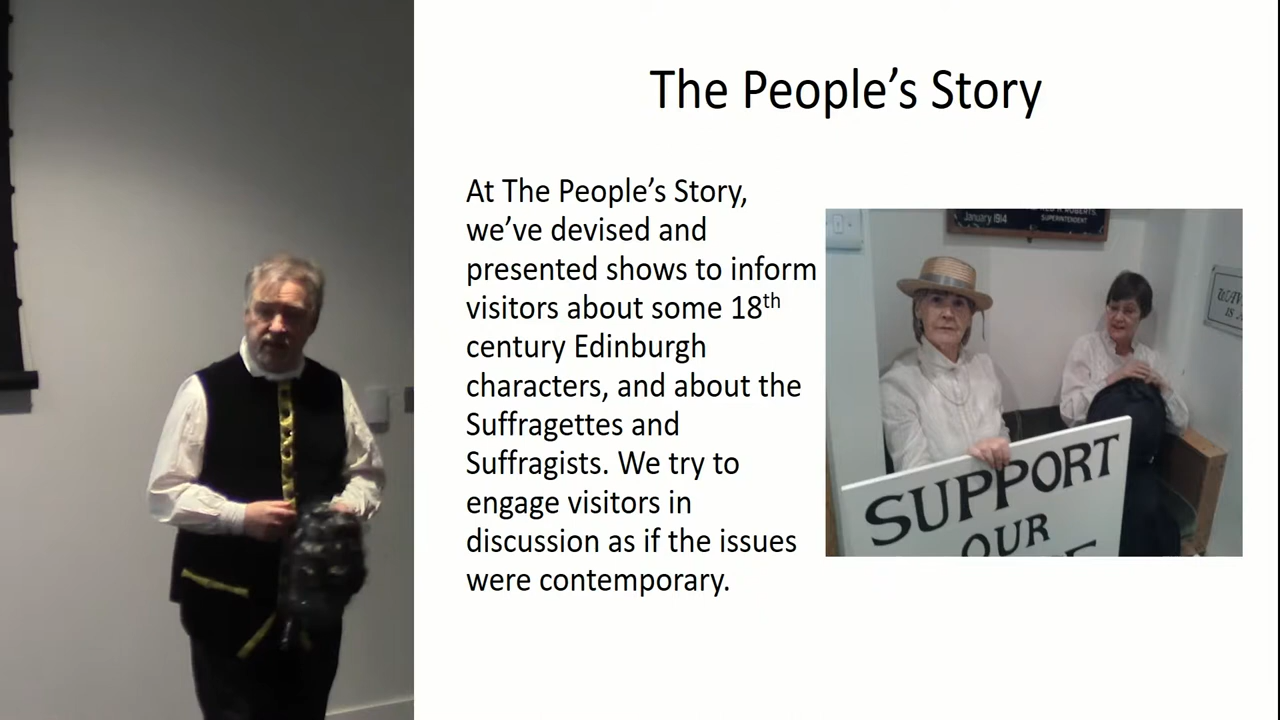 The People’s Story
At The People’s Story,
we’ve devised and
presented shows to inform
visitors about some 18th
century Edinburgh
characters, and about the
Suffragettes and
Suffragists. We try to
engage visitors in
discussion as if the issues
were contemporary.
January 1914
ROBERTS,
SUPERINTENDENT
SUPPORT
OUR